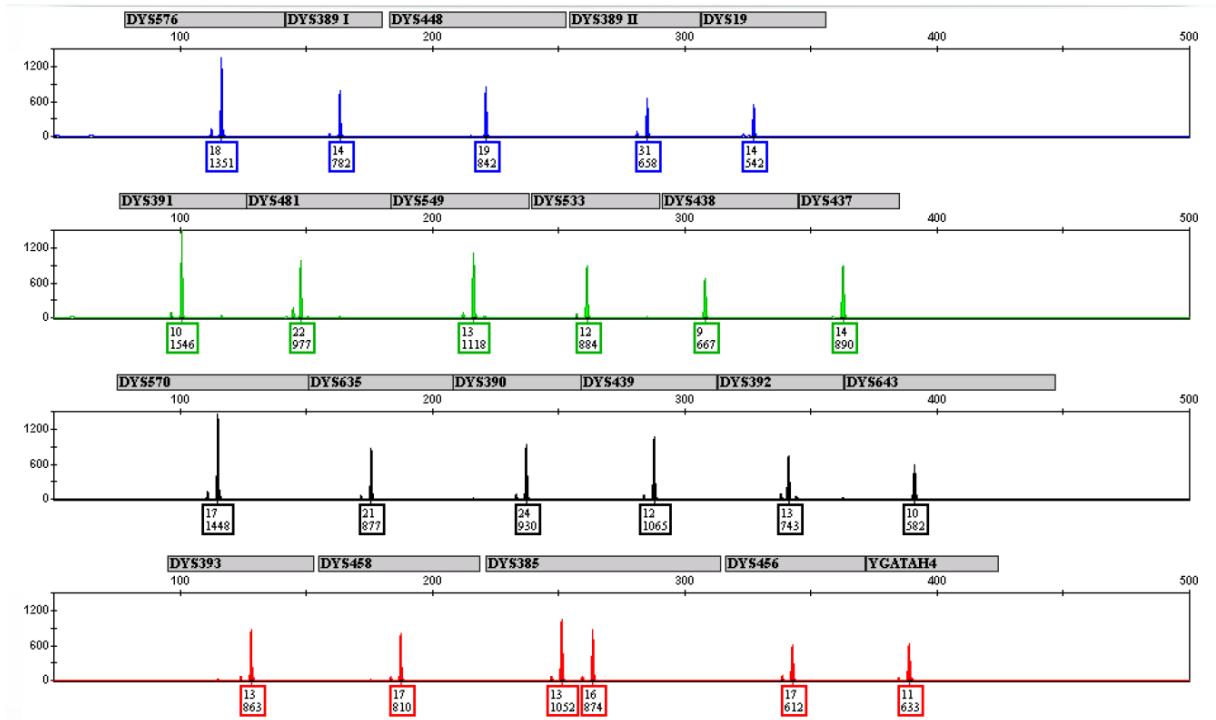 DYS576 DYS389 I DYS448 DYS389 II DYS19
100 200 300 400 500
1200
600
0
18 14 19 31 14
1351 782 842 658 542
DYS391 DYS481 DYS549 DYS533 DYS438 DYS437
100 200 300 400 500
1200
600
0
10 22 13 12 9 14
1546 977 1118 884 667 890
DYS570 DYS635 DYS390 DYS439 DYS392 DYS643
100 200 300 400 500
1200
600
0
17 21 24 12 13 10
1448 877 930 1065 743 582
DYS393 DYS458 DYS385 DYS456 YGATAH4
100 200 300 400 500
1200
600
0
13 17 13 16 17 11
863 810 1052 874 612 633